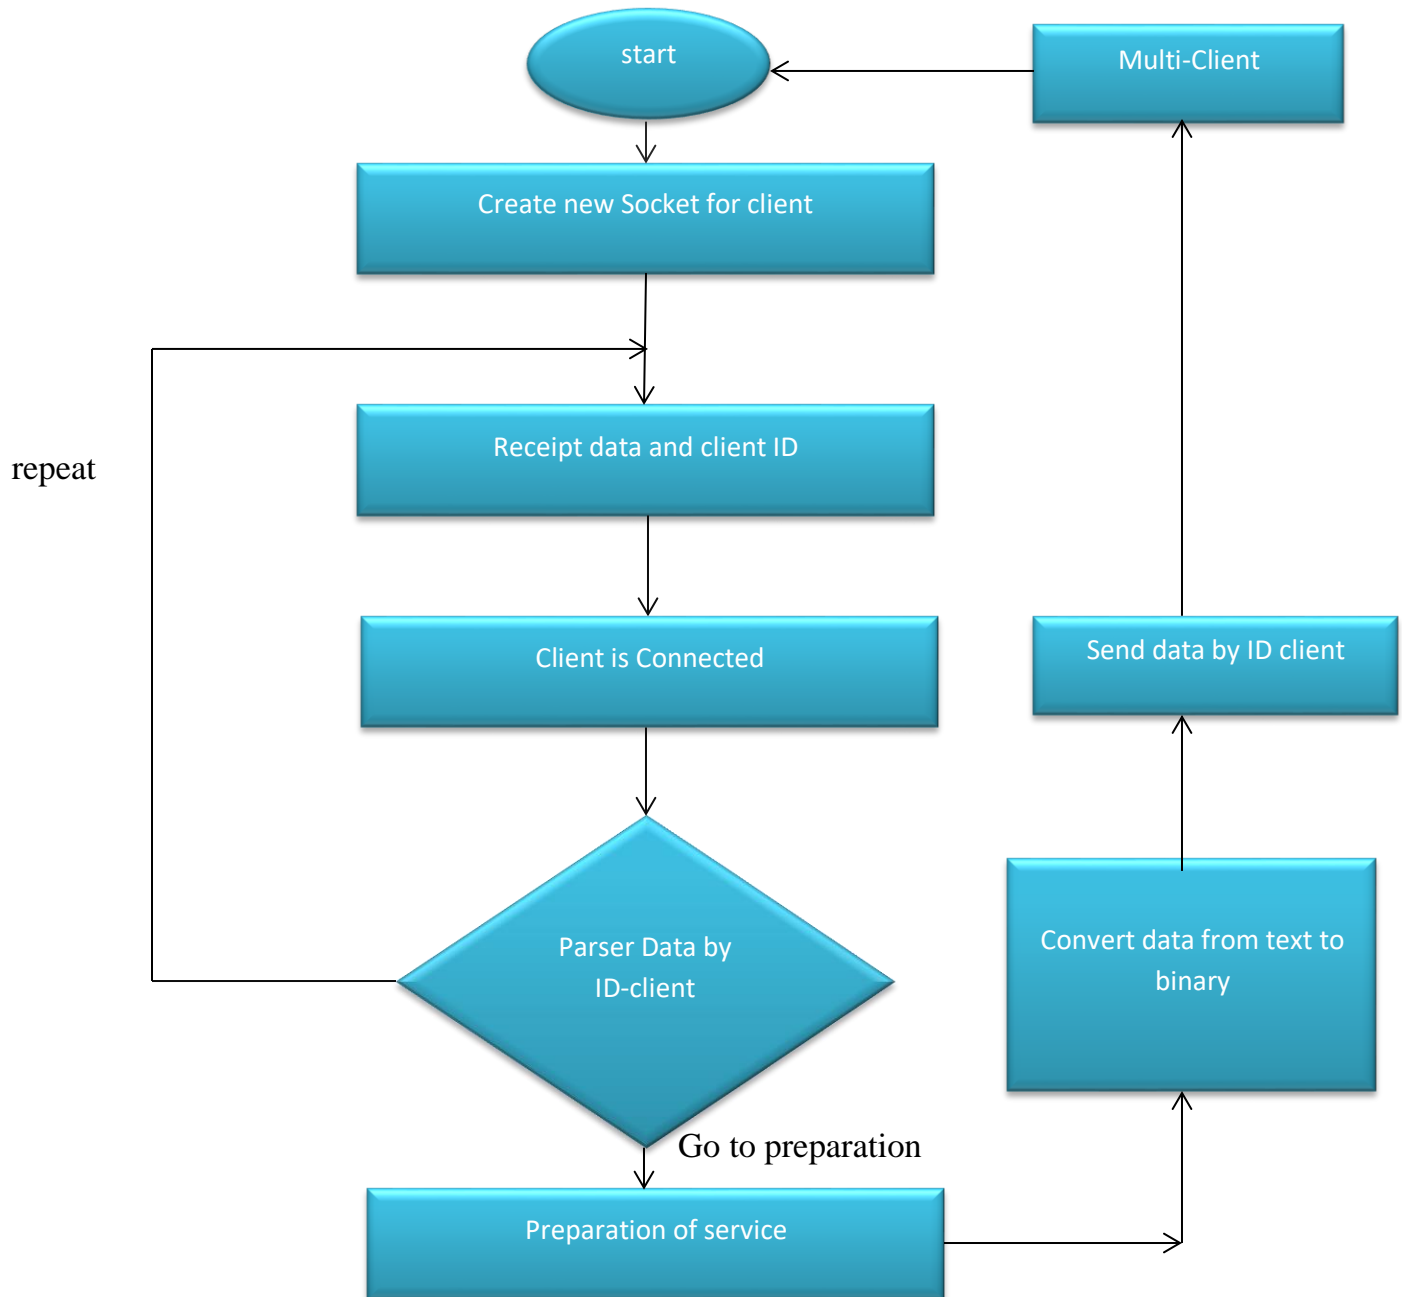 start
Multi-Client
Create new Socket for client
Receipt data and client ID
repeat
Client is Connected
Send data by ID client
Parser Data by
ID-client
Convert data from text to
binary
Go to preparation
Preparation of service